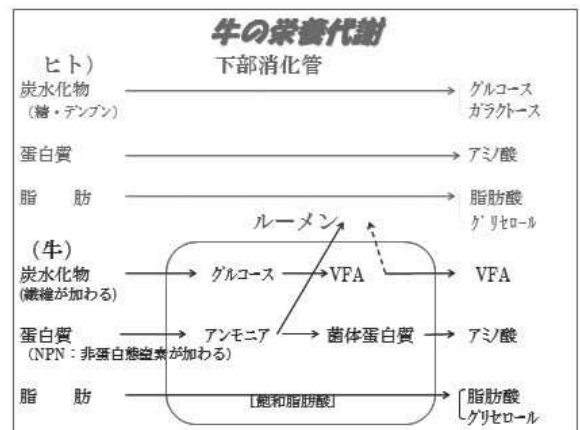 牛の栄養代謝
ヒト) 下部消化管
炭水化物 グルコース
(糖・デンプン) ガラクトース
蛋白質 アミノ酸
脂 肪 脂肪酸
グリセロール
ルーメン
(牛)
炭水化物 グルコース VFA VFA
(繊維が加わる)
蛋白質 アンモニア 菌体蛋白質 アミノ酸
(NPN:非蛋白態窒素が加わる)
脂 肪 [飽和脂肪酸] 脂肪酸
グリセロール